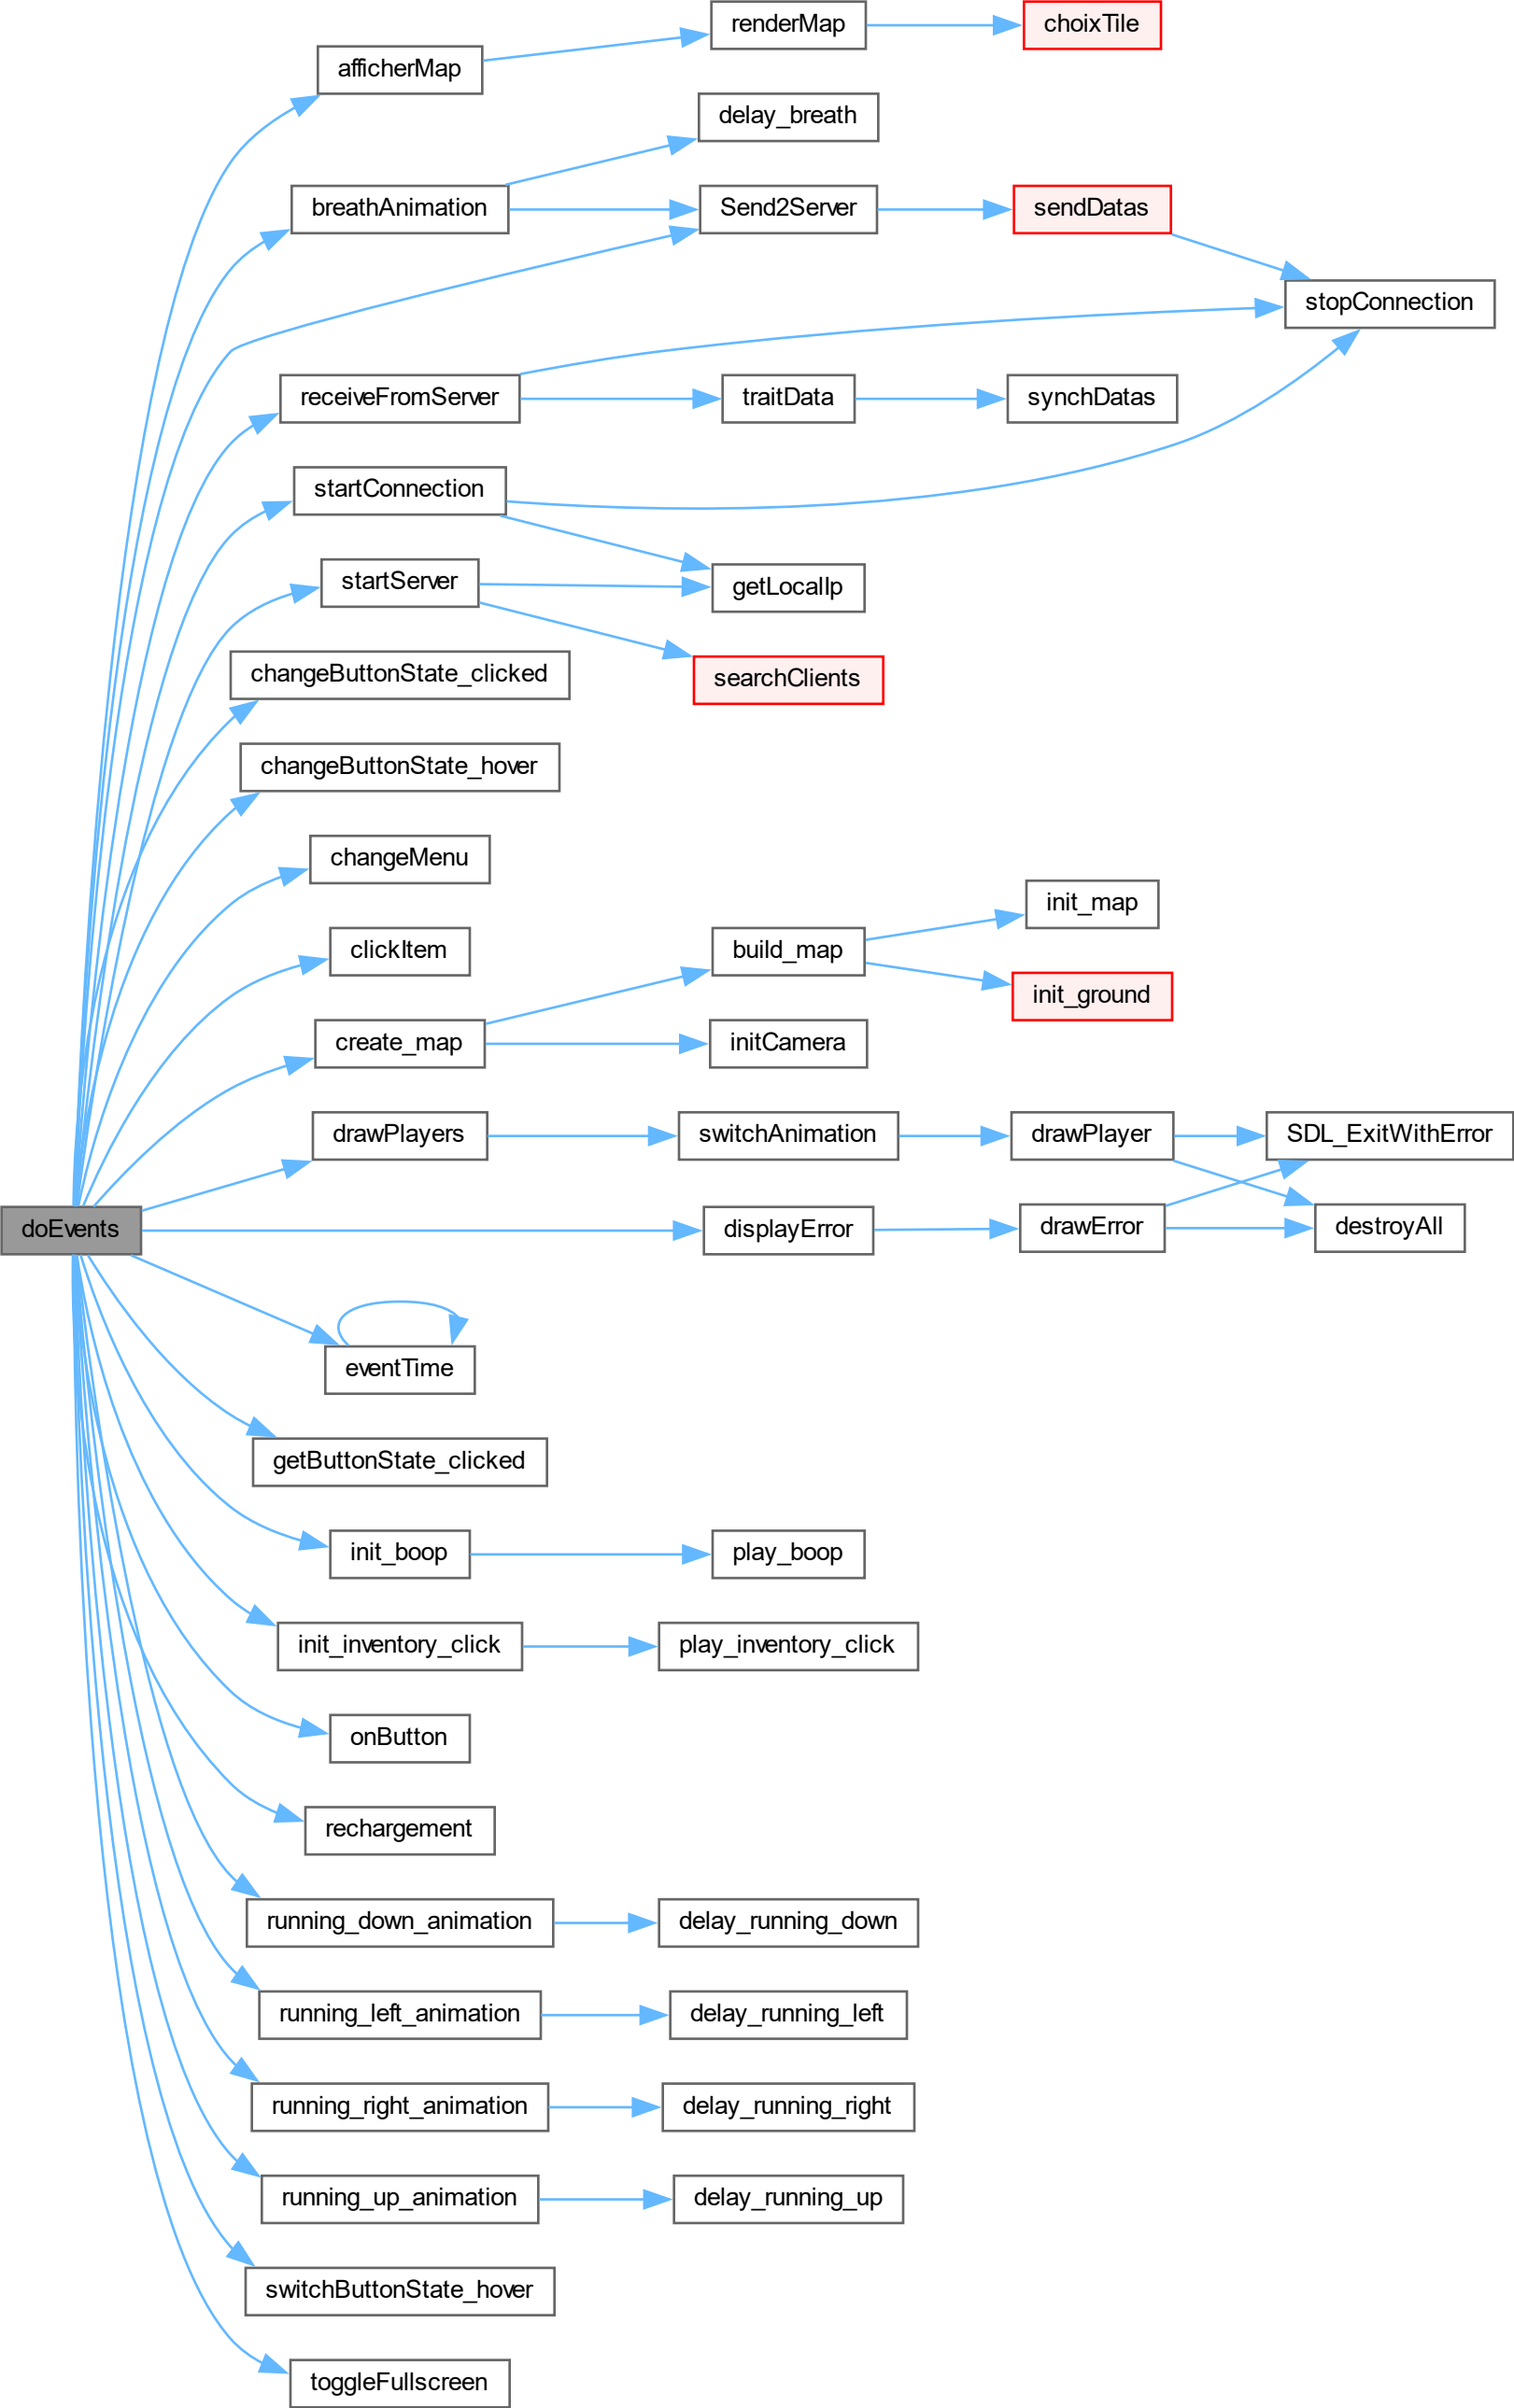 renderMap
choixTile
afficherMap
delay_breath
breathAnimation
Send2Server
sendDatas
stopConnection
receiveFromServer
traitData
synchDatas
startConnection
startServer
getLocalIp
changeButtonState_clicked
searchClients
changeButtonState_hover
changeMenu
init_map
clickItem
build_map
init_ground
create_map
initCamera
drawPlayers
switchAnimation
drawPlayer
SDL_ExitWithError
doEvents
displayError
drawError
destroyAll
eventTime
getButtonState_clicked
init_boop
play_boop
init_inventory_click
play_inventory_click
onButton
rechargement
running_down_animation
delay_running_down
running_left_animation
delay_running_left
running_right_animation
delay_running_right
running_up_animation
delay_running_up
switchButtonState_hover
toggleFullscreen